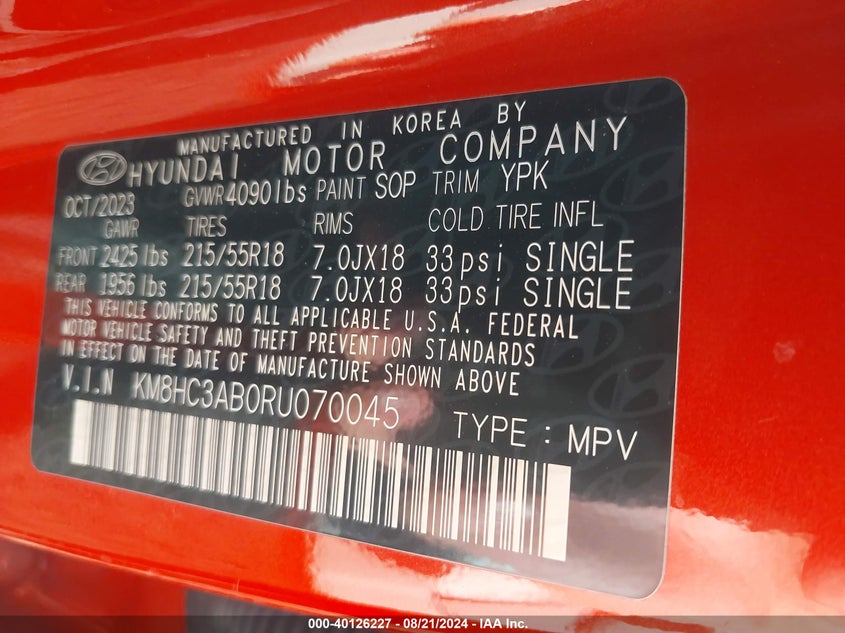 MANUFACTURED IN KOREA BY
HYUNDAI MOTOR COMPANY
OCT/2023 GVWR 4090lbs PAINT SOP TRIM YPK
GAWR TIRES RIMS COLD TIRE INFL
FRONT 2425 lbs 215/55R18 7.0JX18 33psi SINGLE
REAR 1956 lbs 215/55R18 7.0JX18 33psi SINGLE
THIS VEHICLE CONFORMS TO ALL APPLICABLE U.S.A. FEDERAL
MOTOR VEHICLE SAFETY AND THEFT PREVENTION STANDARDS
IN EFFECT ON THE DATE OF MANUFACTURE SHOWN ABOVE
V.I.N KM8HC3AB0RU070045
TYPE : MPV
000-40126227 - 08/21/2024 - IAA Inc.